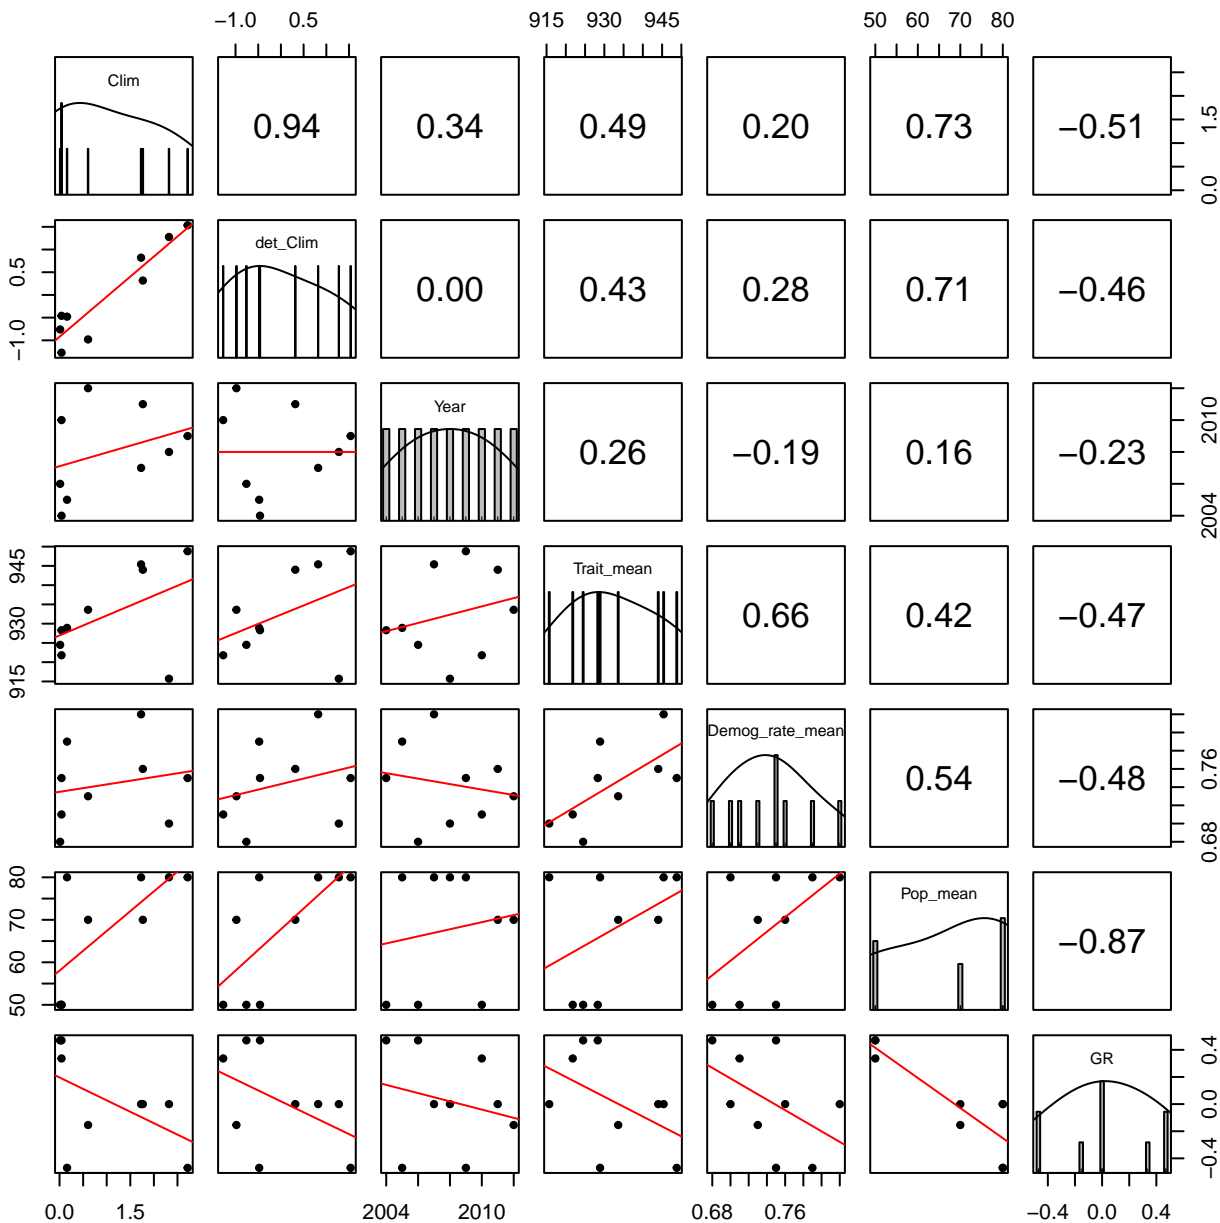 −1.0 0.5 915 930 945 50 60 70 80
Clim 0.94 0.34 0.49 0.20 0.73 −0.51 0.0 1.5
−1.0 0.5 det_Clim 0.00 0.43 0.28 0.71 −0.46
Year 0.26 −0.19 0.16 −0.23 2004 2010
915 930 945 Trait_mean 0.66 0.42 −0.47
Demog_rate_mean 0.54 −0.48 0.68 0.76
50 60 70 80 Pop_mean −0.87
GR −0.4 0.0 0.4
0.0 1.5 2004 2010 0.68 0.76 −0.4 0.0 0.4